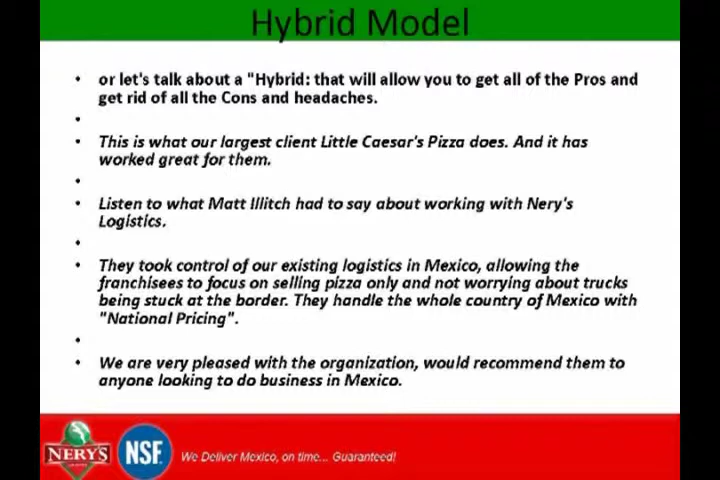 Hybrid Model
• or let's talk about a "Hybrid: that will allow you to get all of the Pros and
get rid of all the Cons and headaches.
•
• This is what our largest client Little Caesar's Pizza does. And it has
worked great for them.
•
• Listen to what Matt Illitch had to say about working with Nery's
Logistics.
•
• They took control of our existing logistics in Mexico, allowing the
franchisees to focus on selling pizza only and not worrying about trucks
being stuck at the border. They handle the whole country of Mexico with
"National Pricing".
•
• We are very pleased with the organization, would recommend them to
anyone looking to do business in Mexico.
NERY'S
NSF.
We Deliver Mexico, on time... Guaranteed!